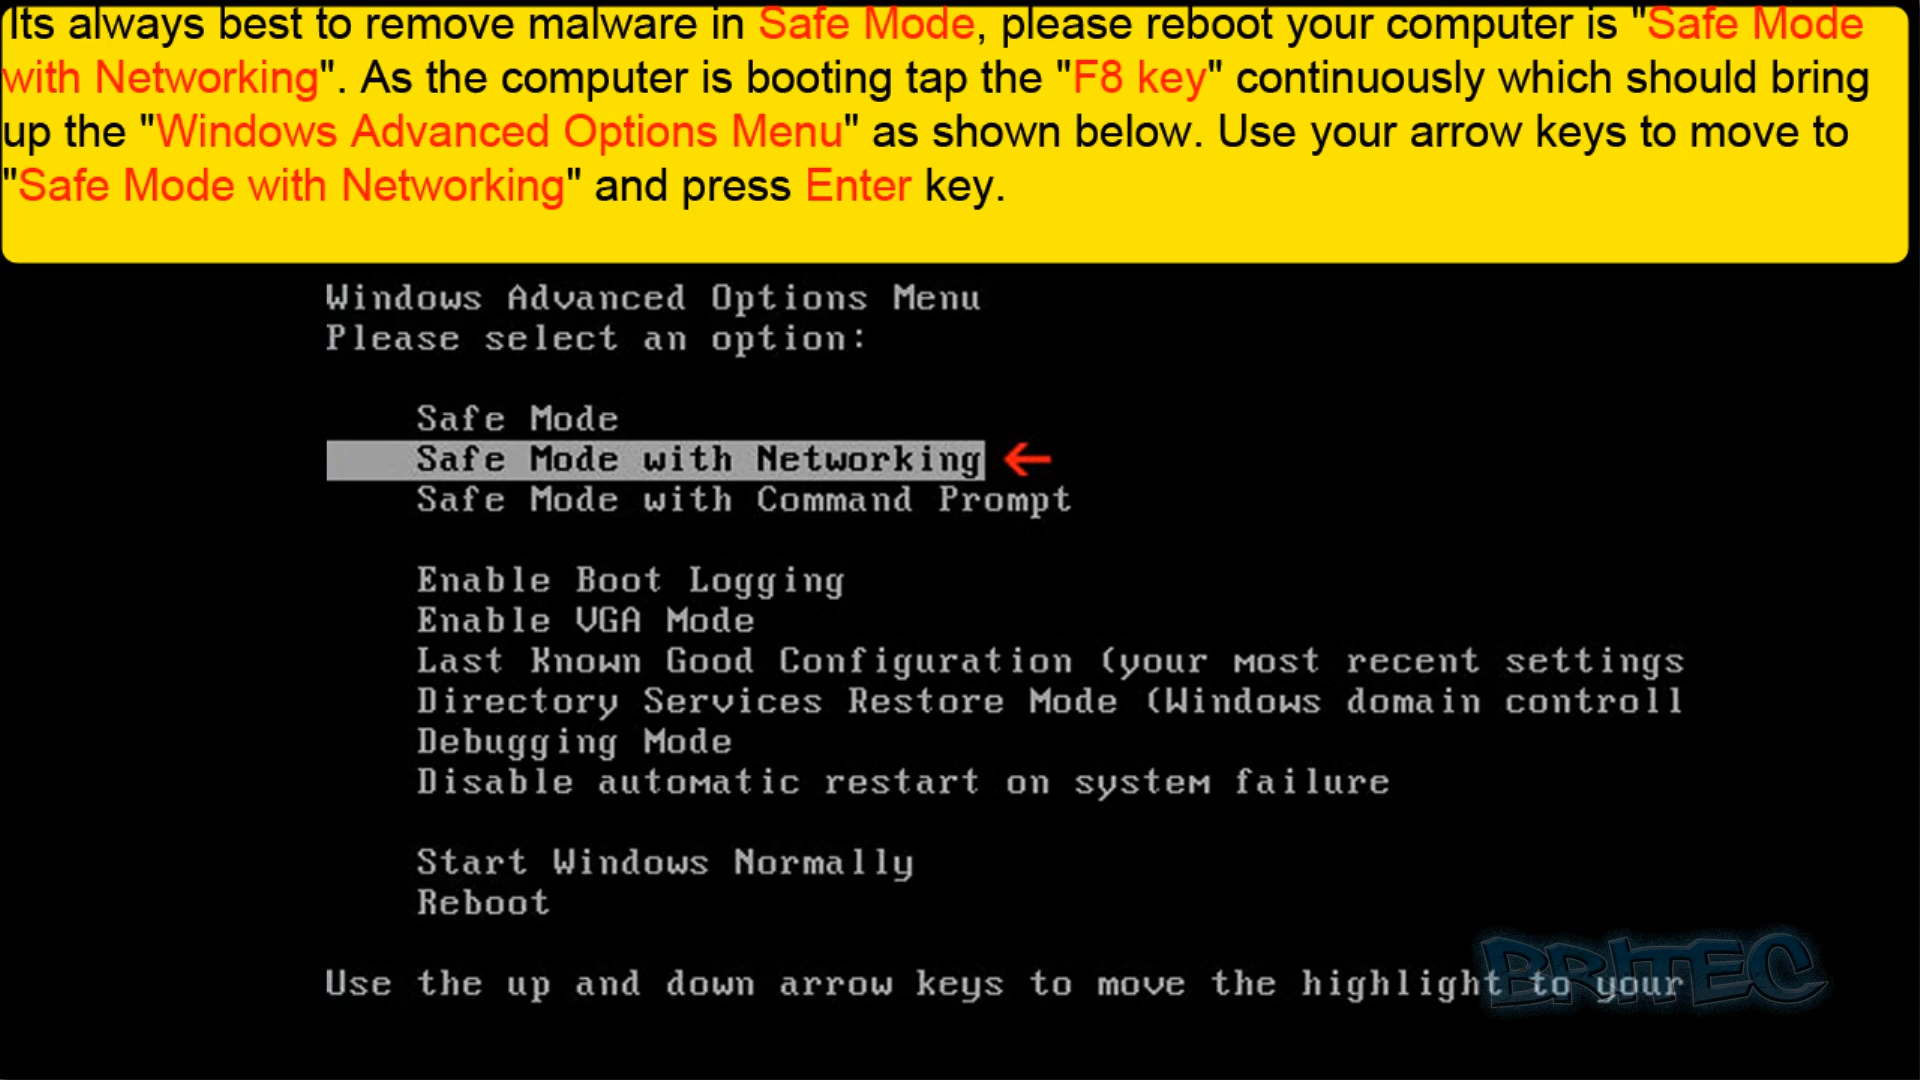 Its always best to remove malware in Safe Mode, please reboot your computer is "Safe Mode
with Networking". As the computer is booting tap the "F8 key" continuously which should bring
up the "Windows Advanced Options Menu" as shown below. Use your arrow keys to move to
"Safe Mode with Networking" and press Enter key.
Windows Advanced Options Menu
Please select an option:
Safe Mode
Safe Mode with Networking
Safe Mode with Command Prompt
Enable Boot Logging
Enable VGA Mode
Last Known Good Configuration (your most recent settings
Directory Services Restore Mode (Windows domain controll
Debugging Mode
Disable automatic restart on system failure
Start Windows Normally
Reboot
Use the up and down arrow keys to move the highlight to your
BRITEC